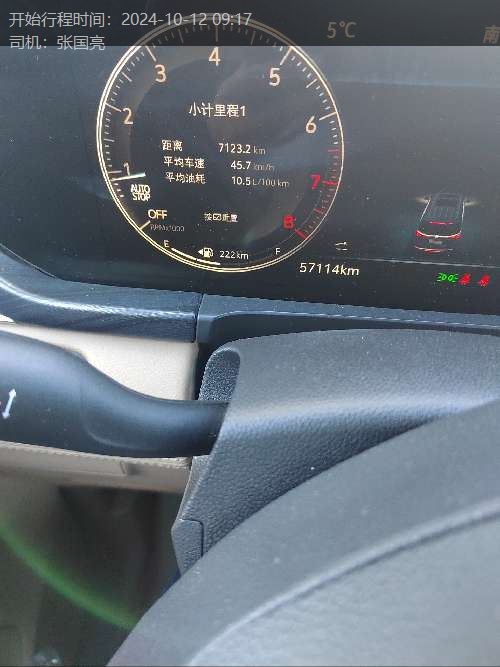 开始行程时间：2024-10-12 09:17
司机：张国亮
5℃
南
小计里程1
距离 7123.2 km
平均车速 45.7 km/h
平均油耗 10.5 L/100 km
1
2
3
4
5
6
7
8
AUTO
STOP
OFF
RPM×1000
E
222km
F
57114km